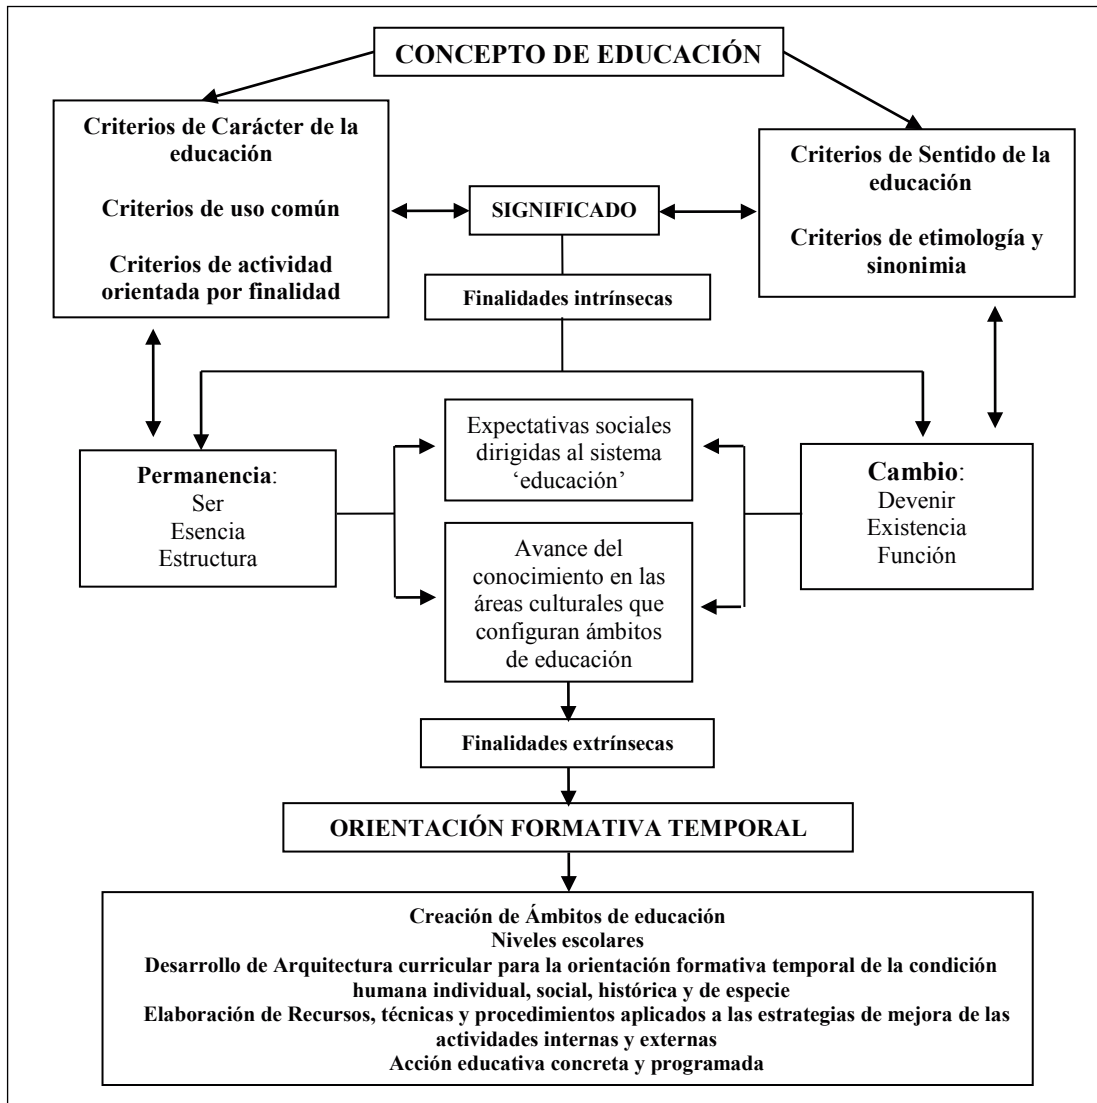 CONCEPTO DE EDUCACIÓN
Criterios de Carácter de la
educación
Criterios de uso común
Criterios de actividad
orientada por finalidad
SIGNIFICADO
Criterios de Sentido de la
educación
Criterios de etimología y
sinonimia
Finalidades intrínsecas
Permanencia:
Ser
Esencia
Estructura
Expectativas sociales
dirigidas al sistema
‘educación’
Avance del
conocimiento en las
áreas culturales que
configuran ámbitos
de educación
Cambio:
Devenir
Existencia
Función
Finalidades extrínsecas
ORIENTACIÓN FORMATIVA TEMPORAL
Creación de Ámbitos de educación
Niveles escolares
Desarrollo de Arquitectura curricular para la orientación formativa temporal de la condición
humana individual, social, histórica y de especie
Elaboración de Recursos, técnicas y procedimientos aplicados a las estrategias de mejora de las
actividades internas y externas
Acción educativa concreta y programada